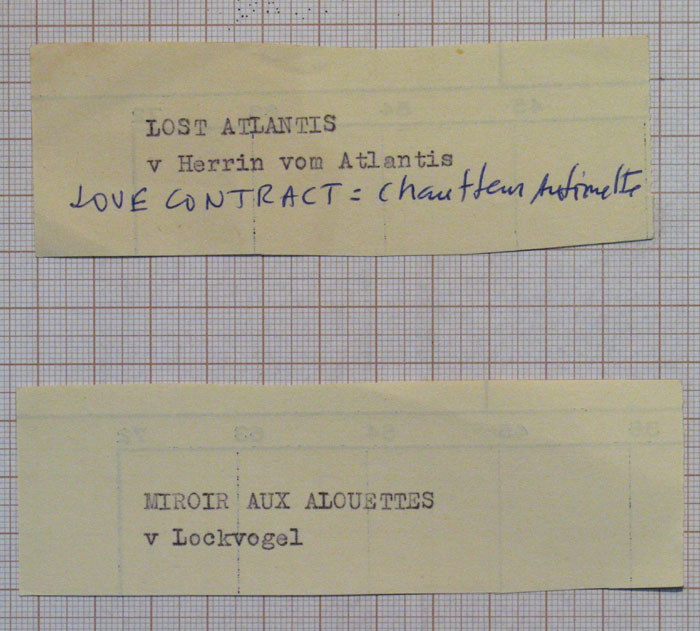 LOST ATLANTIS
v Herrin vom Atlantis
LOVE CONTRACT = Chauffeur Antoinette
MIROIR AUX ALOUETTES
v Lockvogel